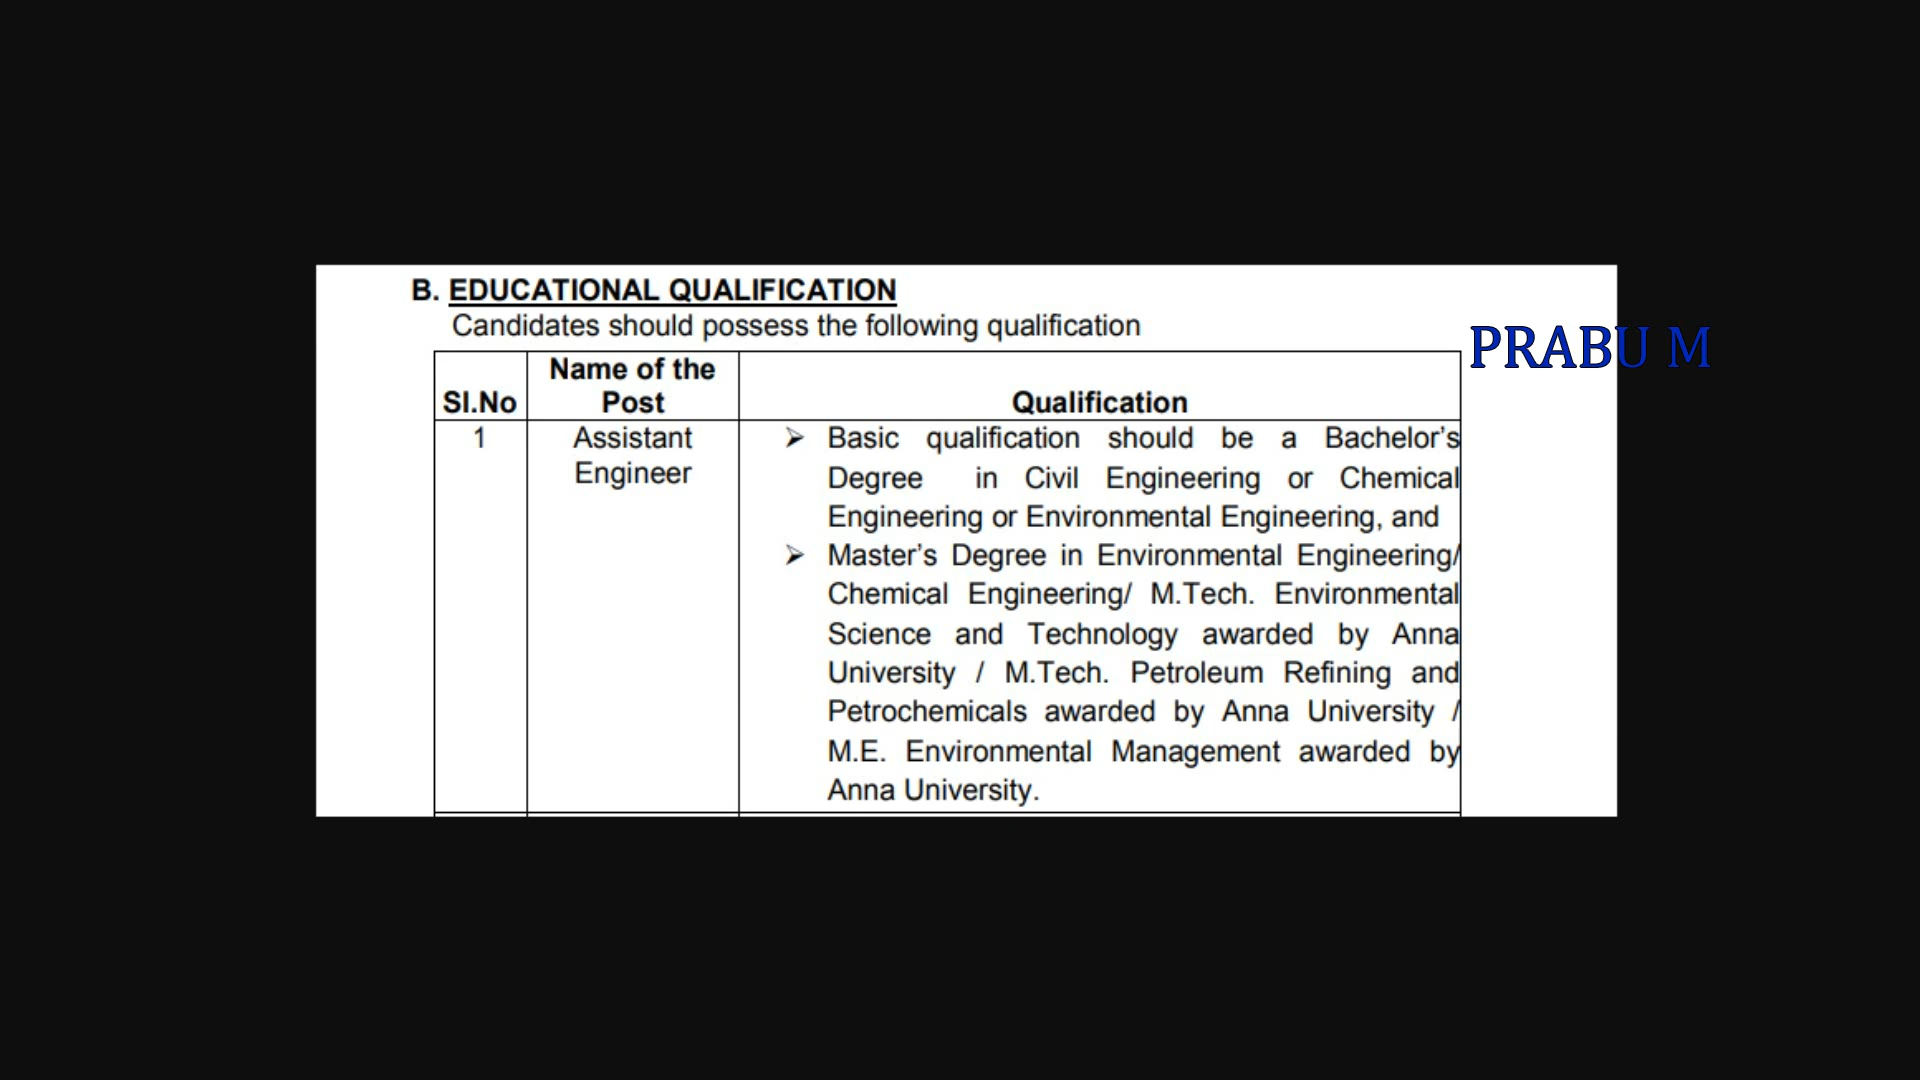 B. EDUCATIONAL QUALIFICATION
Candidates should possess the following qualification
PRABU M
Sl.No
Name of the
Post
Qualification
1
Assistant
Engineer
➢ Basic qualification should be a Bachelor’s
Degree in Civil Engineering or Chemical
Engineering or Environmental Engineering, and
➢ Master’s Degree in Environmental Engineering/
Chemical Engineering/ M.Tech. Environmental
Science and Technology awarded by Anna
University / M.Tech. Petroleum Refining and
Petrochemicals awarded by Anna University /
M.E. Environmental Management awarded by
Anna University.